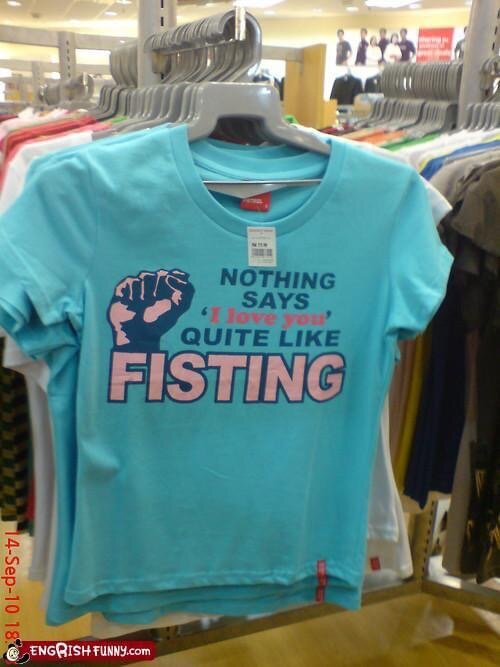 NOTHING
SAYS
'I love you'
QUITE LIKE
FISTING
14-Sep-10 18
ENGRISHFUNNY.com